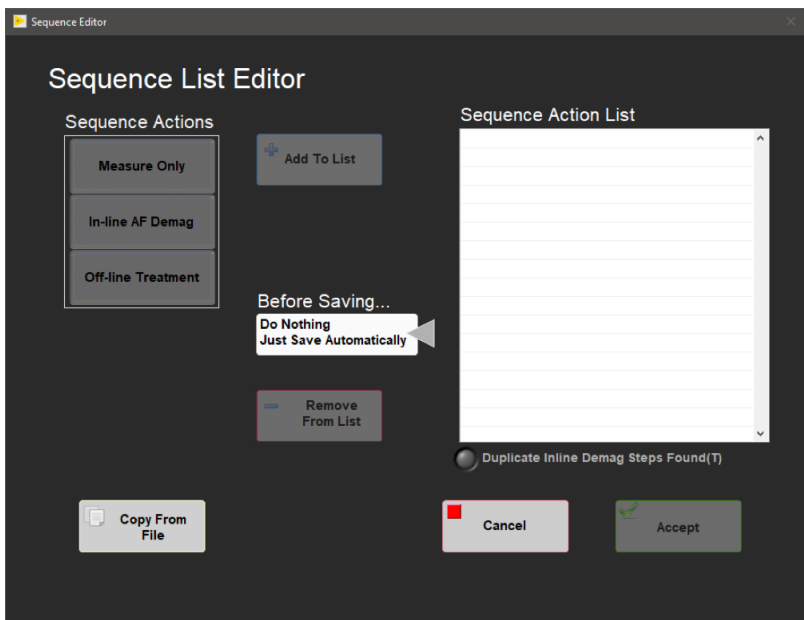 Sequence Editor
Sequence List Editor
Sequence Actions
Measure Only
In-line AF Demag
Off-line Treatment
Add To List
Before Saving...
Do Nothing
Just Save Automatically
Remove
From List
Sequence Action List
Duplicate Inline Demag Steps Found(T)
Copy From
File
Cancel
Accept